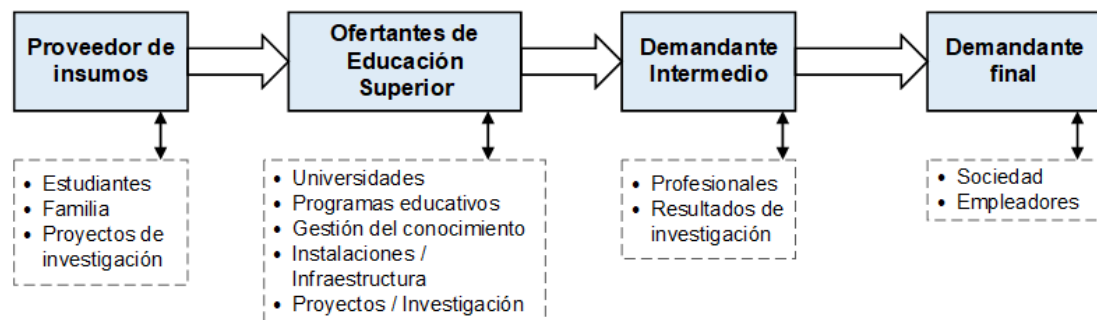 Proveedor de
insumos
Ofertantes de
Educación
Superior
Demandante
Intermedio
Demandante
final
• Estudiantes
• Familia
• Proyectos de
investigación
• Universidades
• Programas educativos
• Gestión del conocimiento
• Instalaciones /
Infraestructura
• Proyectos / Investigación
• Profesionales
• Resultados de
investigación
• Sociedad
• Empleadores